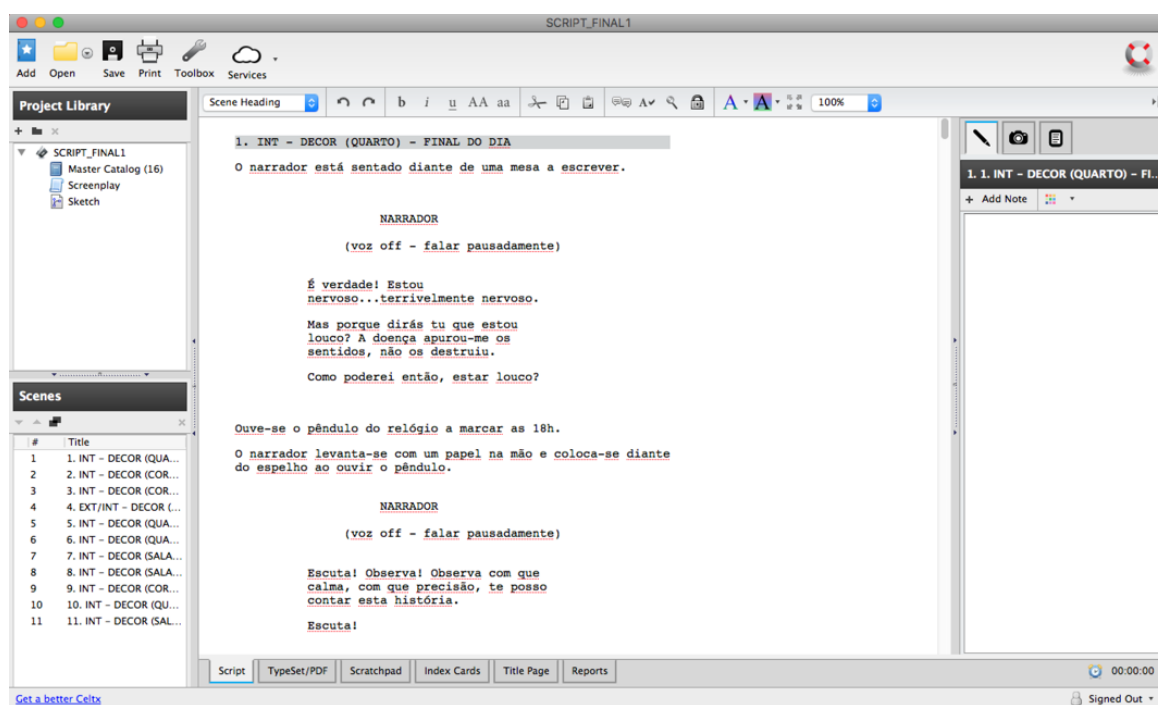 SCRIPT_FINAL1
Add Open Save Print Toolbox Services
Project Library
SCRIPT_FINAL1
Master Catalog (16)
Screenplay
Sketch
Scenes
# Title
1 1. INT - DECOR (QUA...
2 2. INT - DECOR (COR...
3 3. INT - DECOR (COR...
4 4. EXT/INT - DECOR (...
5 5. INT - DECOR (QUA...
6 6. INT - DECOR (QUA...
7 7. INT - DECOR (SALA...
8 8. INT - DECOR (SALA...
9 9. INT - DECOR (COR...
10 10. INT - DECOR (QU...
11 11. INT - DECOR (SAL...
Scene Heading b i u AA aa A A A 100%
1. INT - DECOR (QUARTO) - FINAL DO DIA
O narrador está sentado diante de uma mesa a escrever.
NARRADOR
(voz off - falar pausadamente)
É verdade! Estou
nervoso...terrivelmente nervoso.
Mas porque dirás tu que estou
louco? A doença apurou-me os
sentidos, não os destruiu.
Como poderei então, estar louco?
Ouve-se o pêndulo do relógio a marcar as 18h.
O narrador levanta-se com um papel na mão e coloca-se diante
do espelho ao ouvir o pêndulo.
NARRADOR
(voz off - falar pausadamente)
Escuta! Observa! Observa com que
calma, com que precisão, te posso
contar esta história.
Escuta!
Script TypeSet/PDF Scratchpad Index Cards Title Page Reports
1. 1. INT - DECOR (QUARTO) - FI...
+ Add Note
00:00:00
Get a better Celtx
Signed Out